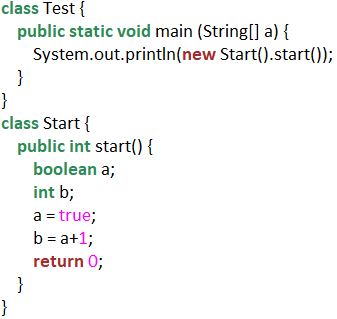 class Test {
public static void main (String[] a) {
System.out.println(new Start().start());
}
}
class Start {
public int start() {
boolean a;
int b;
a = true;
b = a+1;
return 0;
}
}